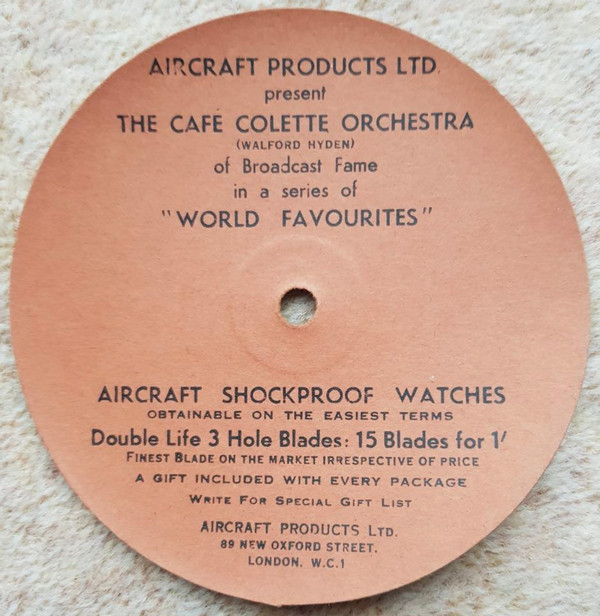 AIRCRAFT PRODUCTS LTD.
present
THE CAFÉ COLETTE ORCHESTRA
(WALFORD HYDEN)
of Broadcast Fame
in a series of
"WORLD FAVOURITES"
AIRCRAFT SHOCKPROOF WATCHES
OBTAINABLE ON THE EASIEST TERMS
Double Life 3 Hole Blades: 15 Blades for 1/
FINEST BLADE ON THE MARKET IRRESPECTIVE OF PRICE
A GIFT INCLUDED WITH EVERY PACKAGE
WRITE FOR SPECIAL GIFT LIST
AIRCRAFT PRODUCTS LTD.
89 NEW OXFORD STREET.
LONDON. W.C.1